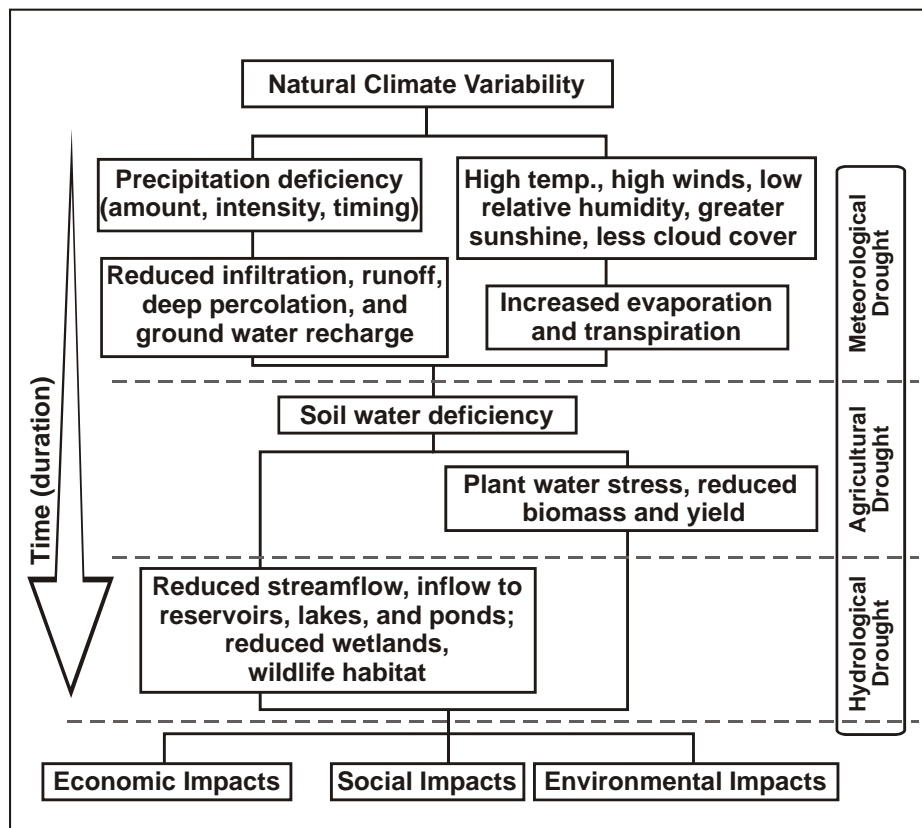 Natural Climate Variability
Precipitation deficiency
(amount, intensity, timing)
High temp., high winds, low
relative humidity, greater
sunshine, less cloud cover
Reduced infiltration, runoff,
deep percolation, and
ground water recharge
Increased evaporation
and transpiration
Meteorological
Drought
Soil water deficiency
Plant water stress, reduced
biomass and yield
Agricultural
Drought
Time (duration)
Reduced streamflow, inflow to
reservoirs, lakes, and ponds;
reduced wetlands,
wildlife habitat
Hydrological
Drought
Economic Impacts
Social Impacts
Environmental Impacts